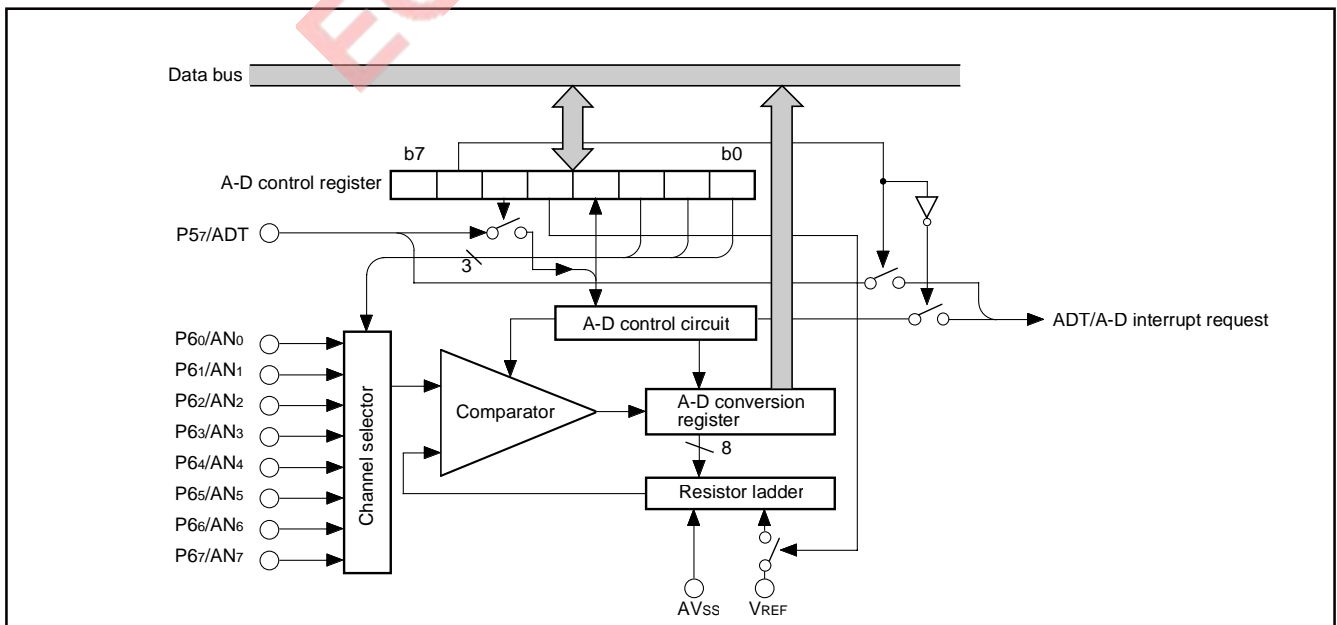 EO
Data bus
b7
b0
A-D control register
P57/ADT
3
A-D control circuit
ADT/A-D interrupt request
P60/AN0
P61/AN1
P62/AN2
P63/AN3
P64/AN4
P65/AN5
P66/AN6
P67/AN7
Channel selector
Comparator
A-D conversion
register
8
Resistor ladder
AVSS
VREF